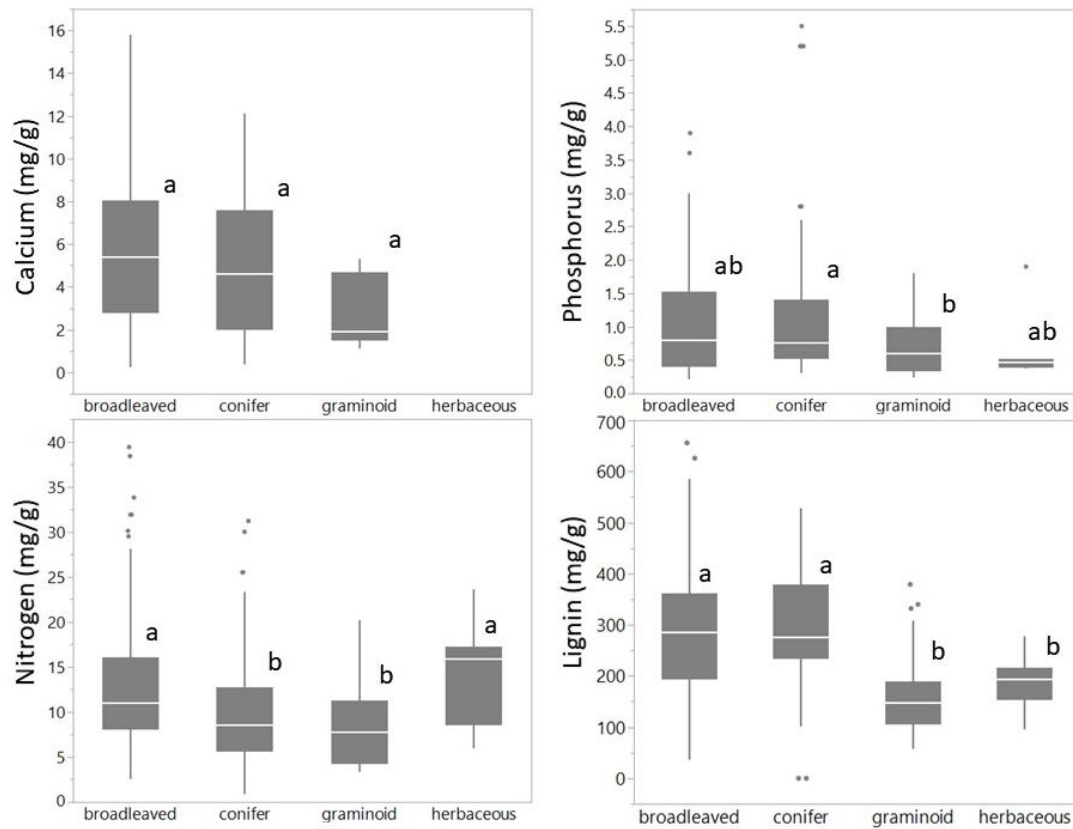 Calcium (mg/g)
16
14
12
10
8
6
4
2
0
a
a
a
broadleaved
conifer
graminoid
herbaceous
Phosphorus (mg/g)
5.5
5.0
4.5
4.0
3.5
3.0
2.5
2.0
1.5
1.0
0.5
0.0
ab
a
b
ab
broadleaved
conifer
graminoid
herbaceous
Nitrogen (mg/g)
40
35
30
25
20
15
10
5
0
a
b
b
a
broadleaved
conifer
graminoid
herbaceous
Lignin (mg/g)
700
600
500
400
300
200
100
0
a
a
b
b
broadleaved
conifer
graminoid
herbaceous